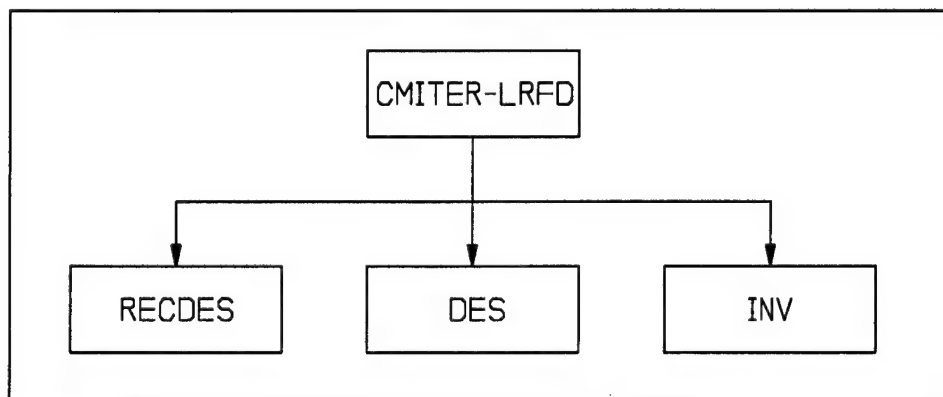 CMITER-LRFD
RECDES
DES
INV